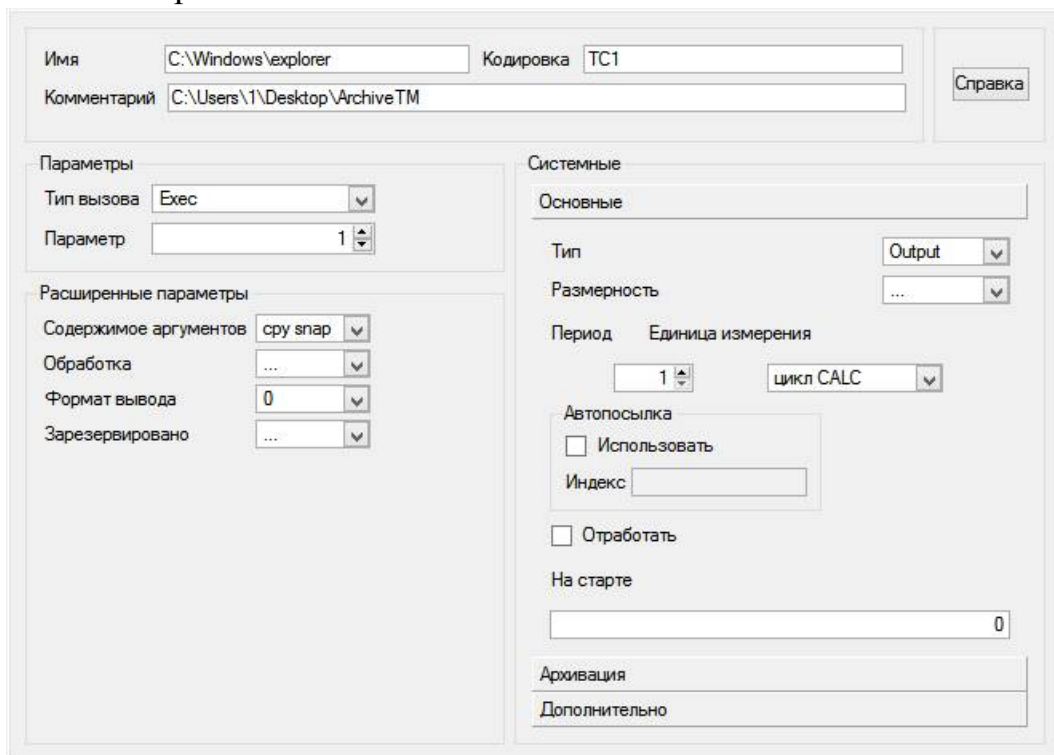 Имя C:\Windows\explorer Кодировка TC1
Комментарий C:\Users\1\Desktop\ArchiveTM
Справка
Параметры
Тип вызова Exec
Параметр 1
Расширенные параметры
Содержимое аргументов cpy snap
Обработка ...
Формат вывода 0
Зарезервировано ...
Системные
Основные
Тип Output
Размерность ...
Период Единица измерения
1 цикл CALC
Автопосылка
Использовать
Индекс
Отработать
На старте
0
Архивация
Дополнительно